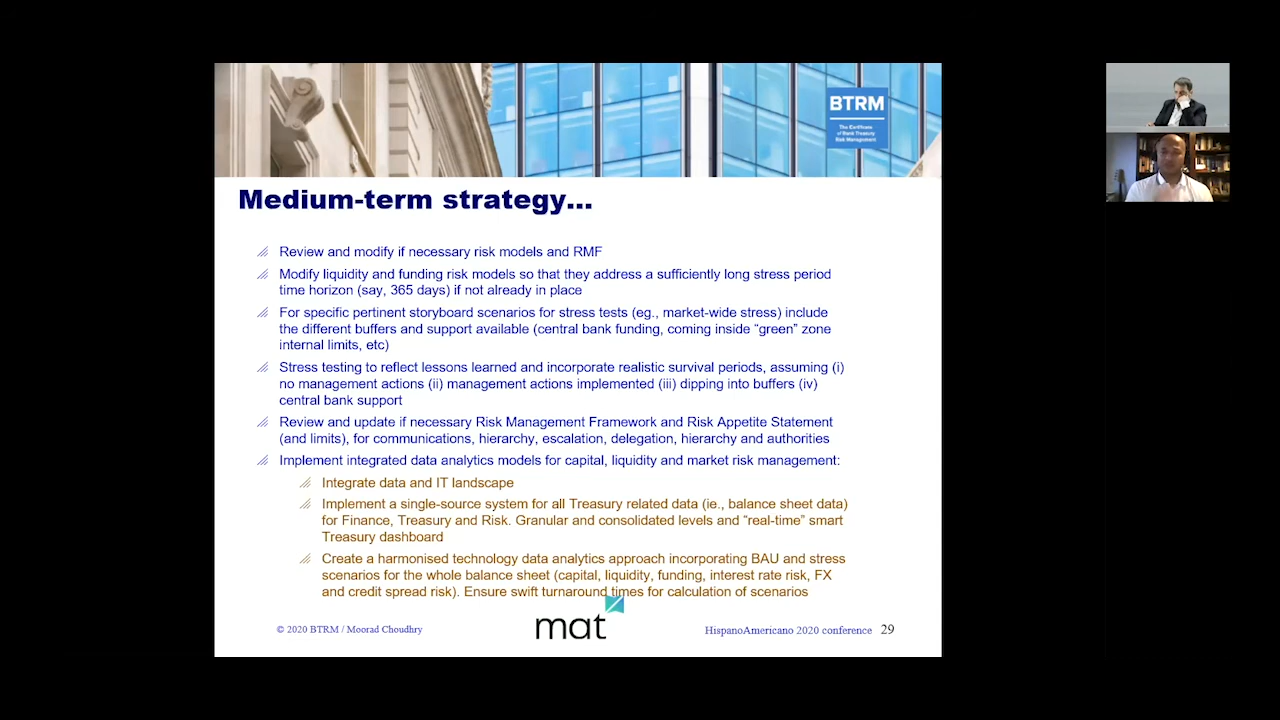 BTRM
The Certificate
of Bank Treasury
Risk Management
Medium-term strategy...
Review and modify if necessary risk models and RMF
Modify liquidity and funding risk models so that they address a sufficiently long stress period
time horizon (say, 365 days) if not already in place
For specific pertinent storyboard scenarios for stress tests (eg., market-wide stress) include
the different buffers and support available (central bank funding, coming inside “green” zone
internal limits, etc)
Stress testing to reflect lessons learned and incorporate realistic survival periods, assuming (i)
no management actions (ii) management actions implemented (iii) dipping into buffers (iv)
central bank support
Review and update if necessary Risk Management Framework and Risk Appetite Statement
(and limits), for communications, hierarchy, escalation, delegation, hierarchy and authorities
Implement integrated data analytics models for capital, liquidity and market risk management:
Integrate data and IT landscape
Implement a single-source system for all Treasury related data (ie., balance sheet data)
for Finance, Treasury and Risk. Granular and consolidated levels and “real-time” smart
Treasury dashboard
Create a harmonised technology data analytics approach incorporating BAU and stress
scenarios for the whole balance sheet (capital, liquidity, funding, interest rate risk, FX
and credit spread risk). Ensure swift turnaround times for calculation of scenarios
© 2020 BTRM / Moorad Choudhry
mat
HispanoAmericano 2020 conference 29